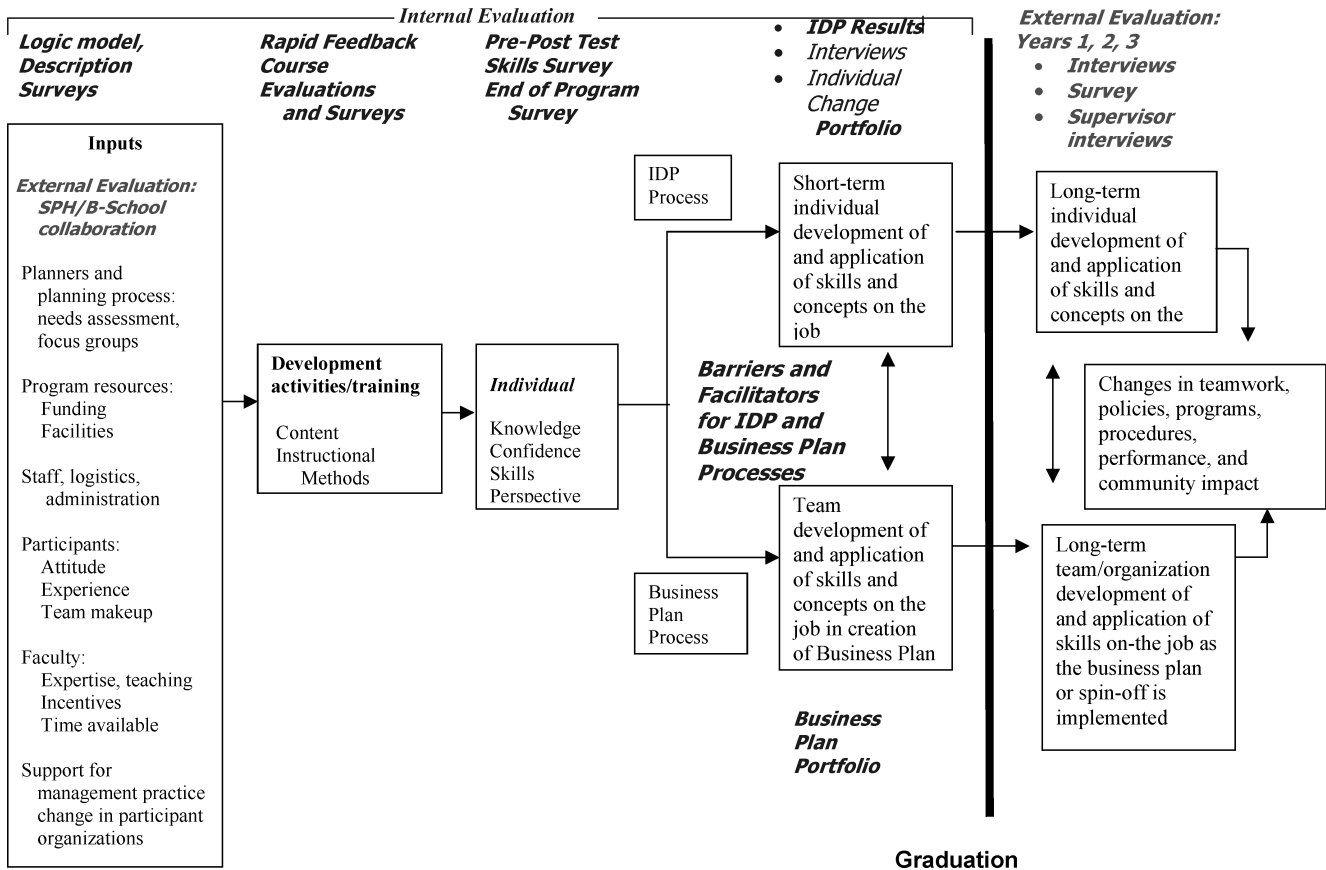 Internal Evaluation
Logic model,
Description
Surveys
Rapid Feedback
Course
Evaluations
and Surveys
Pre-Post Test
Skills Survey
End of Program
Survey
• IDP Results
• Interviews
• Individual
Change
Portfolio
External Evaluation:
Years 1, 2, 3
• Interviews
• Survey
• Supervisor
interviews
Inputs
External Evaluation:
SPH/B-School
collaboration
Planners and
planning process:
needs assessment,
focus groups
Program resources:
Funding
Facilities
Staff, logistics,
administration
Participants:
Attitude
Experience
Team makeup
Faculty:
Expertise, teaching
Incentives
Time available
Support for
management practice
change in participant
organizations
Development
activities/training
Content
Instructional
Methods
Individual
Knowledge
Confidence
Skills
Perspective
IDP
Process
Short-term
individual
development of
and application
of skills and
concepts on the
job
Barriers and
Facilitators
for IDP and
Business Plan
Processes
Business
Plan
Process
Team
development of
and application
of skills and
concepts on the
job in creation
of Business Plan
Business
Plan
Portfolio
Long-term
individual
development of
and application
of skills and
concepts on the
Changes in teamwork,
policies, programs,
procedures,
performance, and
community impact
Long-term
team/organization
development of
and application of
skills on-the job as
the business plan
or spin-off is
implemented
Graduation